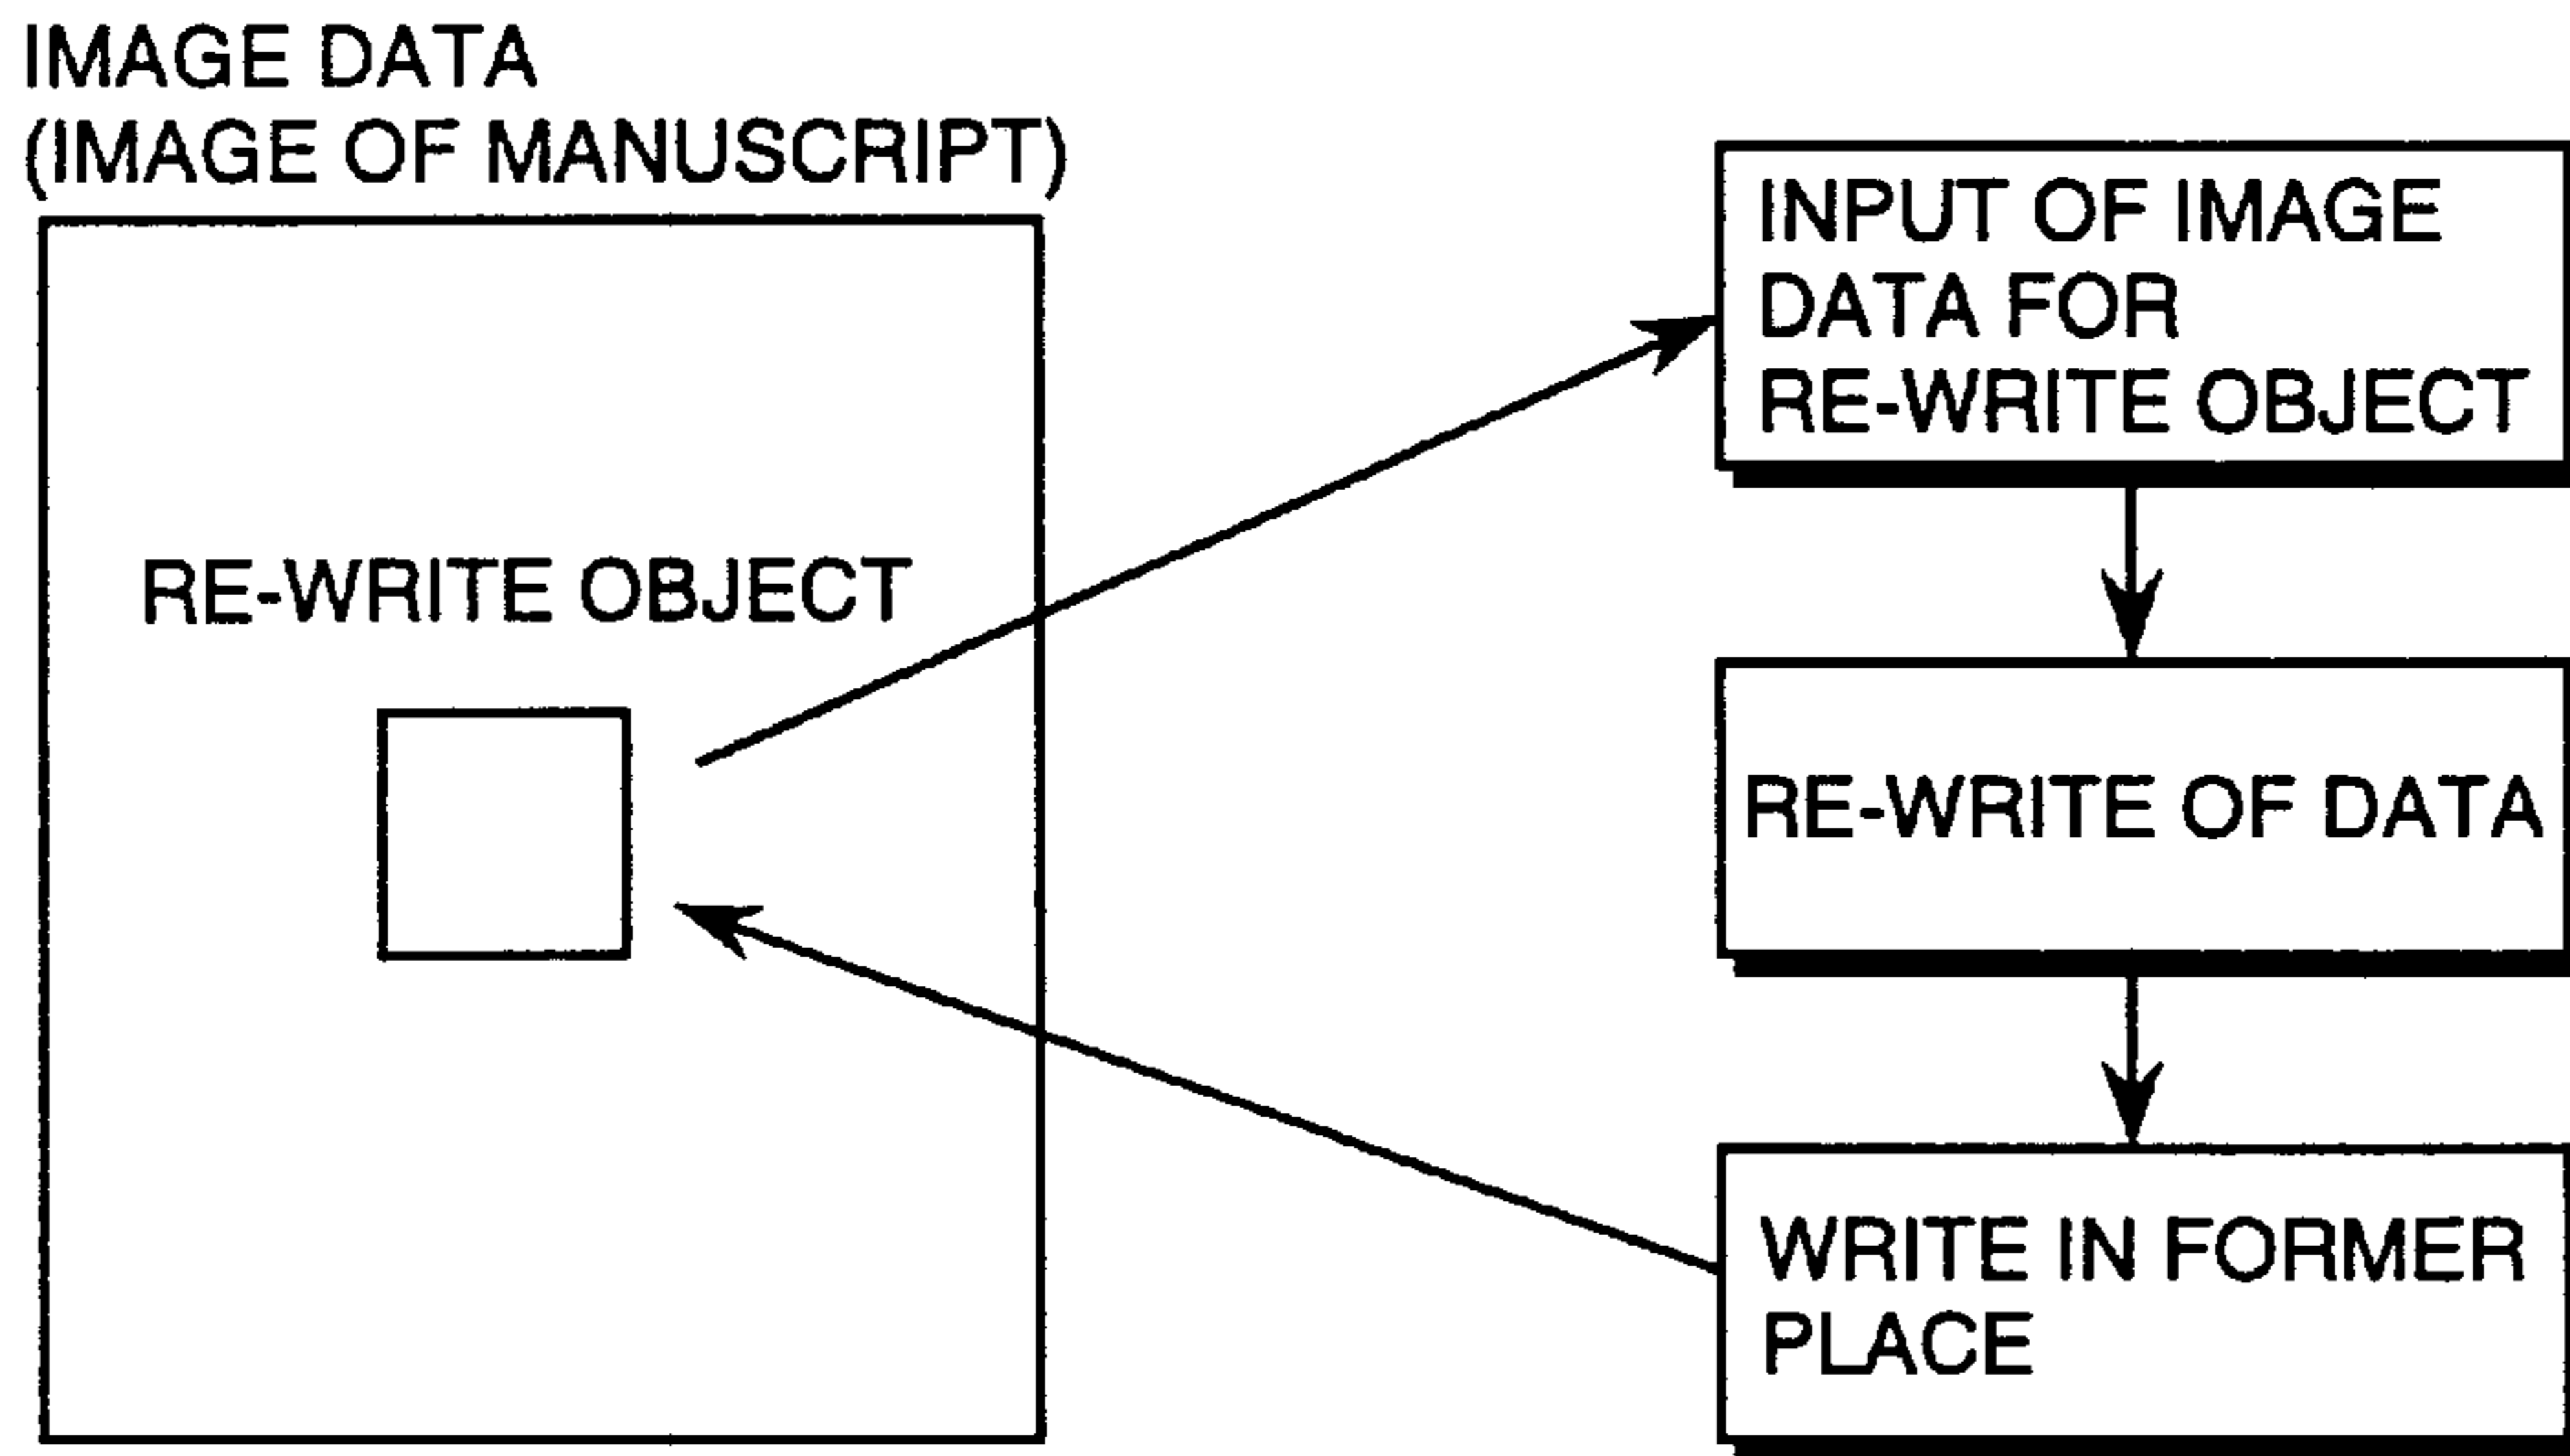 IMAGE DATA
(IMAGE OF MANUSCRIPT)
RE-WRITE OBJECT
INPUT OF IMAGE
DATA FOR
RE-WRITE OBJECT
RE-WRITE OF DATA
WRITE IN FORMER
PLACE